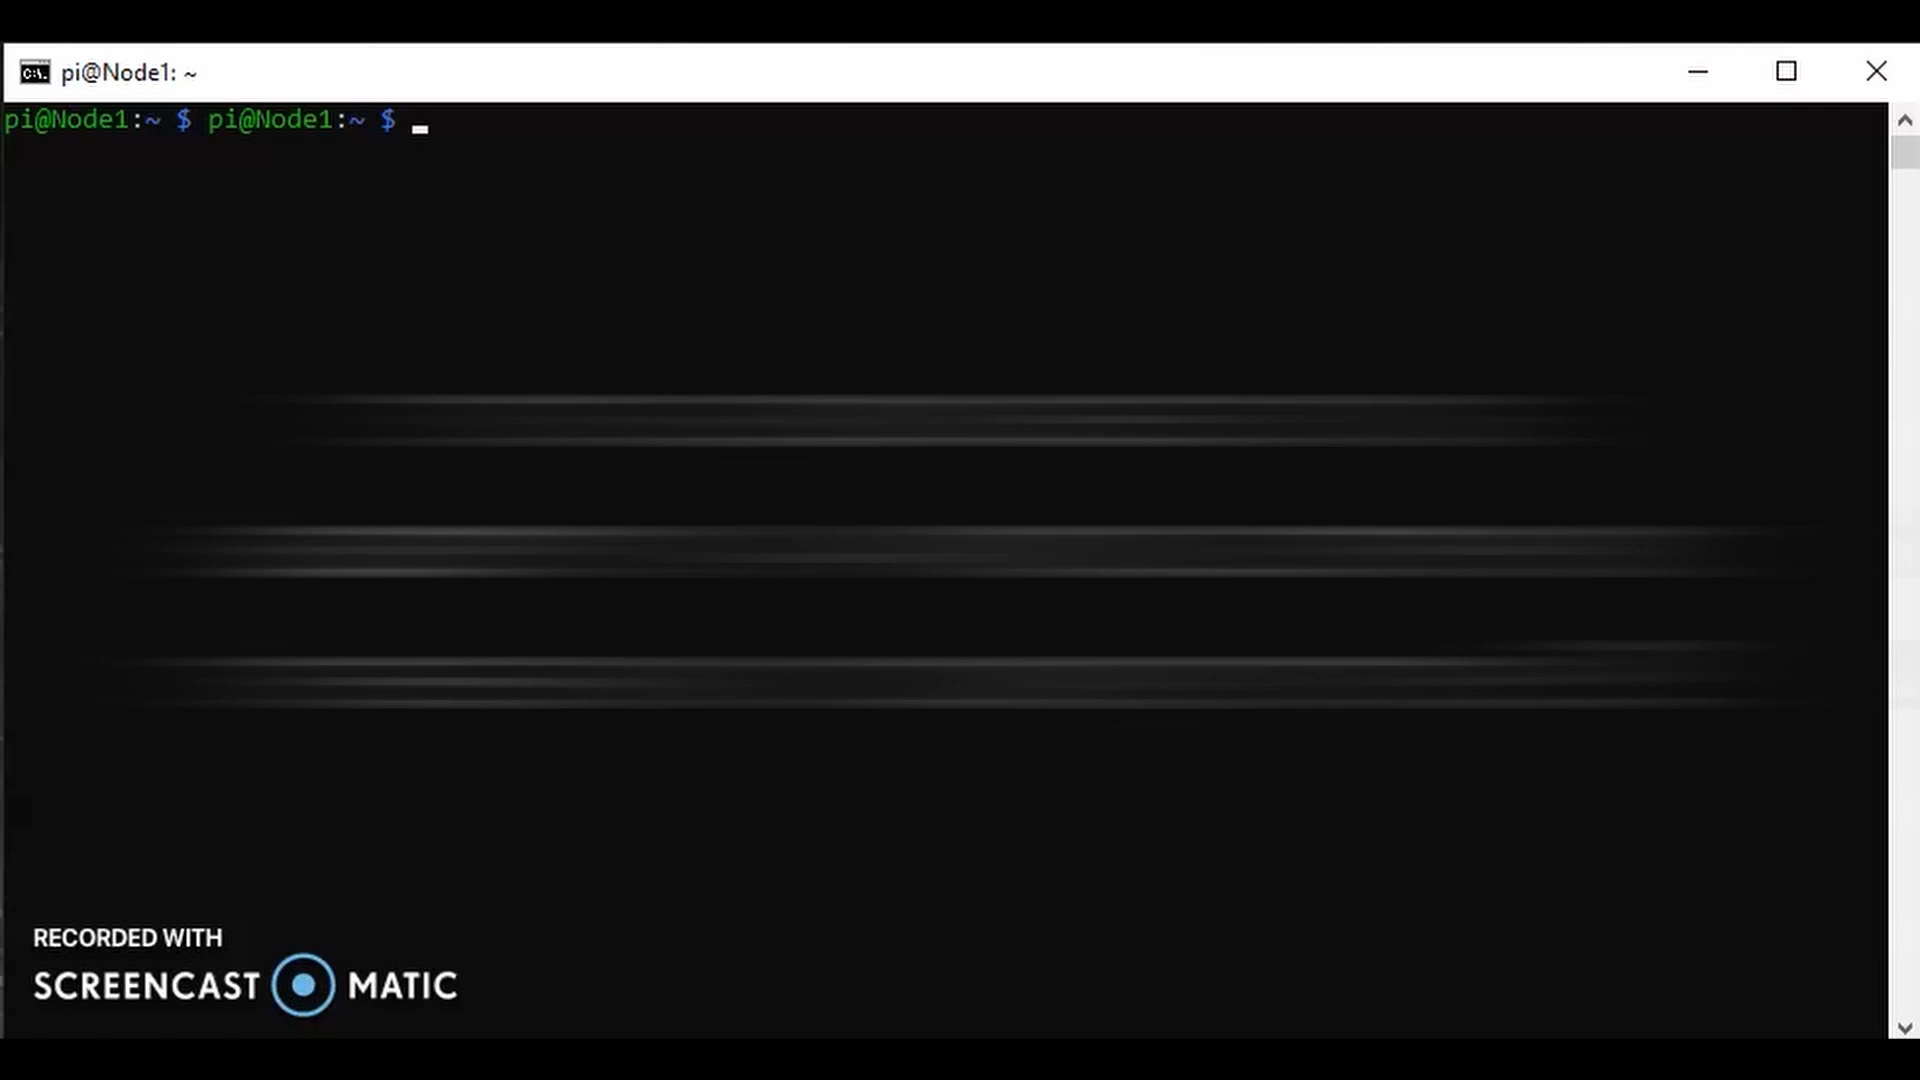 pi@Node1: ~
pi@Node1:~ $ pi@Node1:~ $
RECORDED WITH
SCREENCAST MATIC